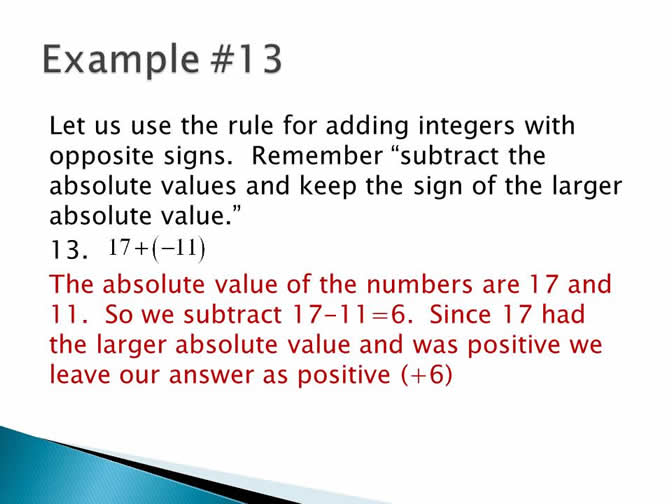 Example #13
Let us use the rule for adding integers with
opposite signs.  Remember “subtract the
absolute values and keep the sign of the larger
absolute value.”
13.  17+(−11)
The absolute value of the numbers are 17 and
11.  So we subtract 17-11=6.  Since 17 had
the larger absolute value and was positive we
leave our answer as positive (+6)